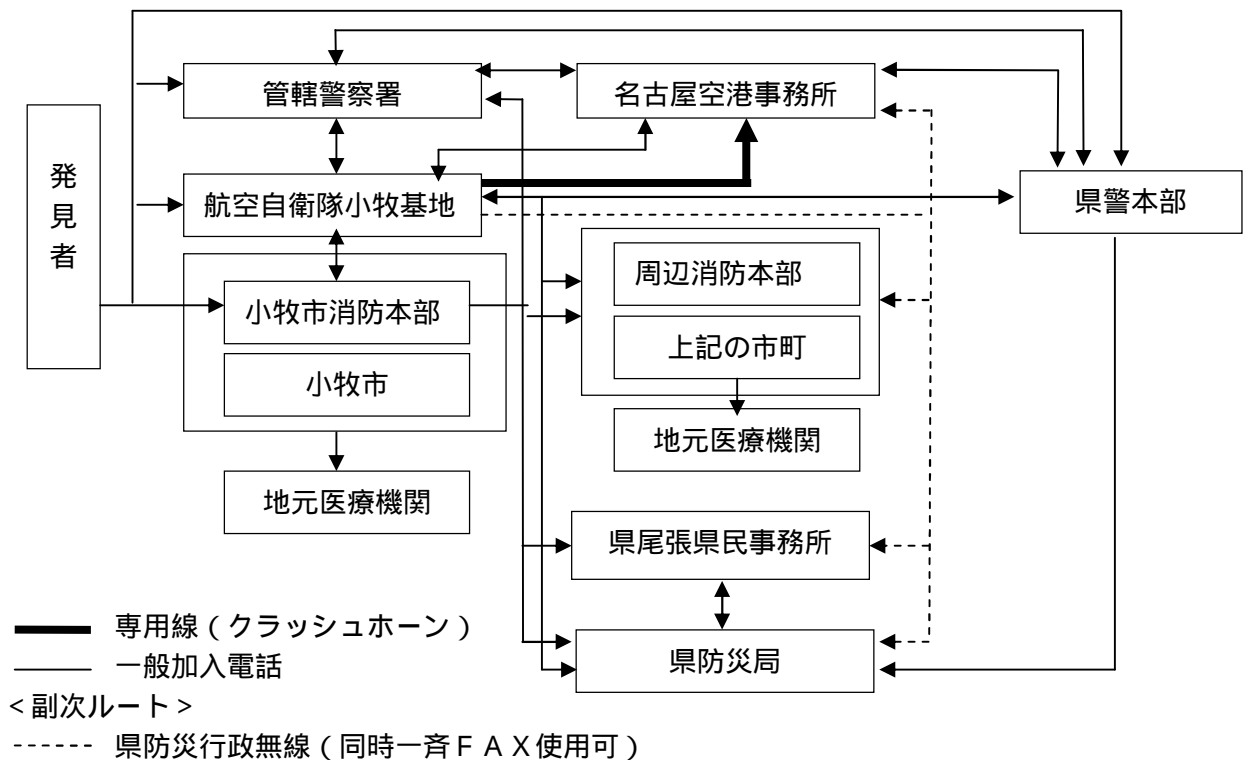 管轄警察署
名古屋空港事務所
発見者
航空自衛隊小牧基地
県警本部
周辺消防本部
小牧市消防本部
上記の市町
小牧市
地元医療機関
地元医療機関
県尾張県民事務所
県防災局
専用線(クラッシュホーン)
一般加入電話
<副次ルート>
県防災行政無線(同時一斉FAX使用可)